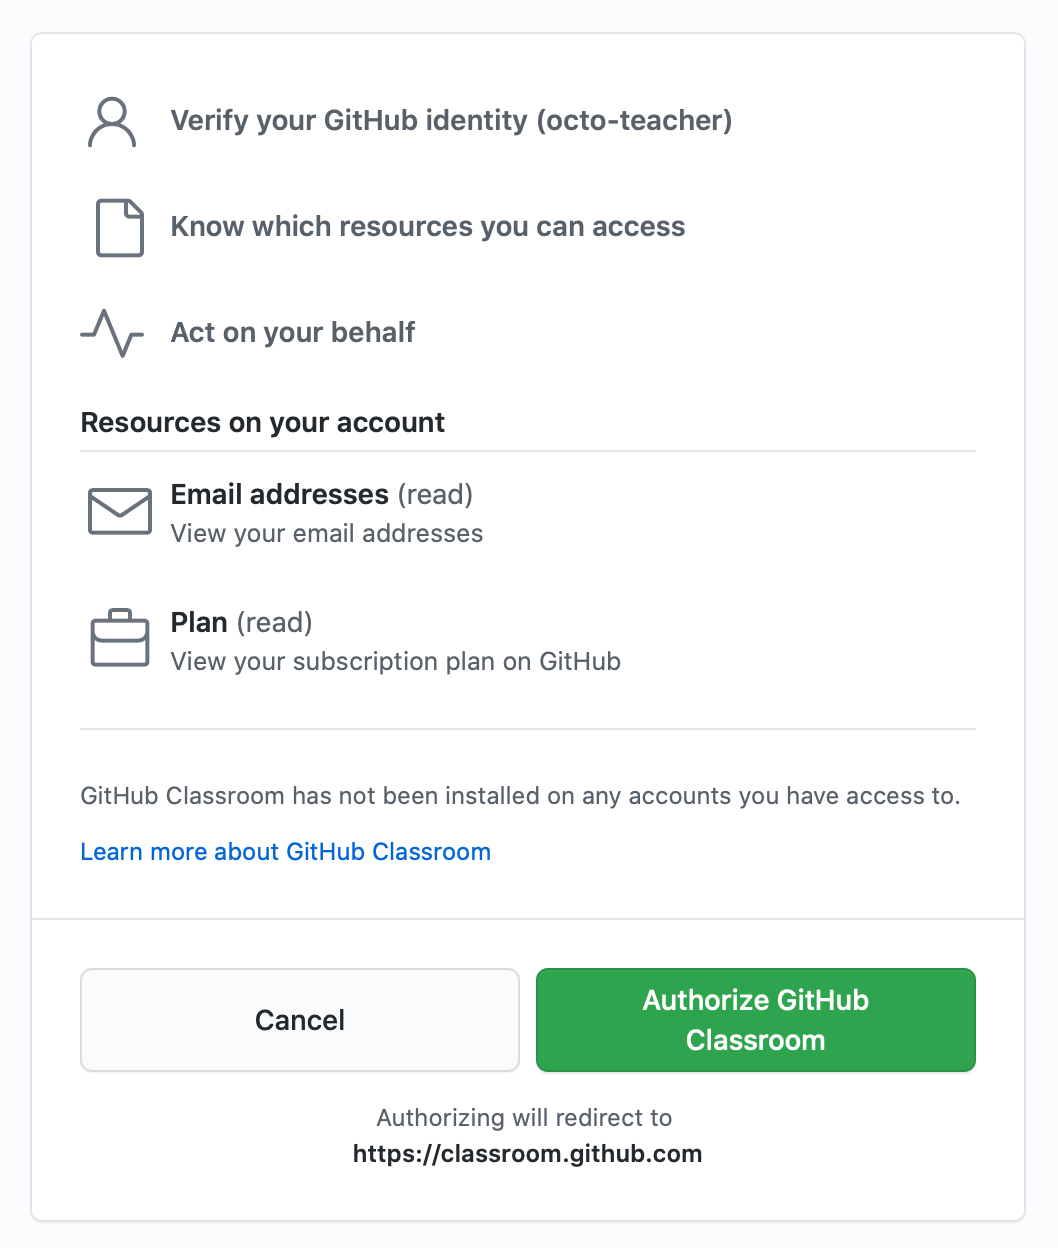 Verify your GitHub identity (octo-teacher)
Know which resources you can access
Act on your behalf
Resources on your account
Email addresses (read)
View your email addresses
Plan (read)
View your subscription plan on GitHub
GitHub Classroom has not been installed on any accounts you have access to.
Learn more about GitHub Classroom
Cancel
Authorize GitHub
Classroom
Authorizing will redirect to
https://classroom.github.com